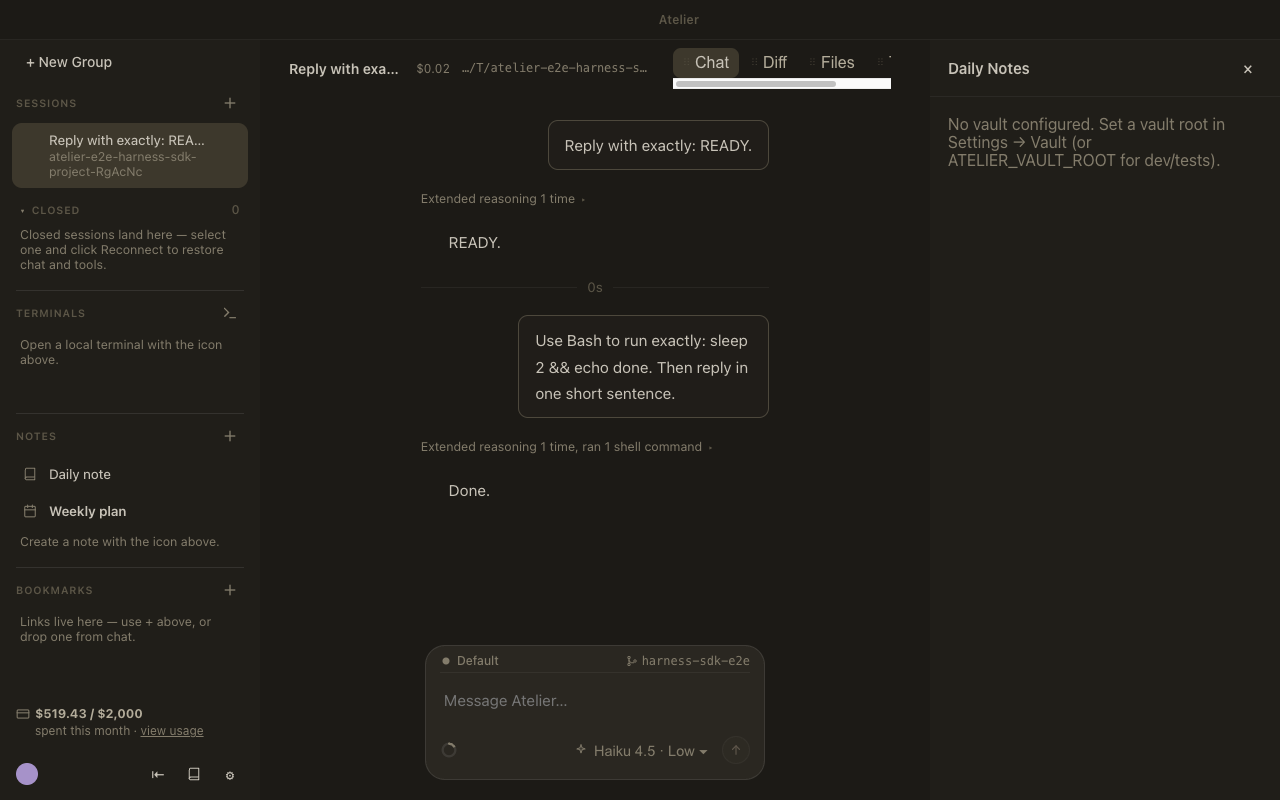 Atelier
+ New Group
SESSIONS
Reply with exactly: REA...
atelier-e2e-harness-sdk-
project-RgAcNc
CLOSED
0
Closed sessions land here — select
one and click Reconnect to restore
chat and tools.
TERMINALS
Open a local terminal with the icon
above.
NOTES
Daily note
Weekly plan
Create a note with the icon above.
BOOKMARKS
Links live here — use + above, or
drop one from chat.
$519.43 / $2,000
spent this month · view usage
Reply with exa...
$0.02
…/T/atelier-e2e-harness-s…
Chat
Diff
Files
Reply with exactly: READY.
Extended reasoning 1 time
READY.
0s
Use Bash to run exactly: sleep
2 && echo done. Then reply in
one short sentence.
Extended reasoning 1 time, ran 1 shell command
Done.
Default
harness-sdk-e2e
Message Atelier...
Haiku 4.5 · Low
Daily Notes
No vault configured. Set a vault root in
Settings → Vault (or
ATELIER_VAULT_ROOT for dev/tests).